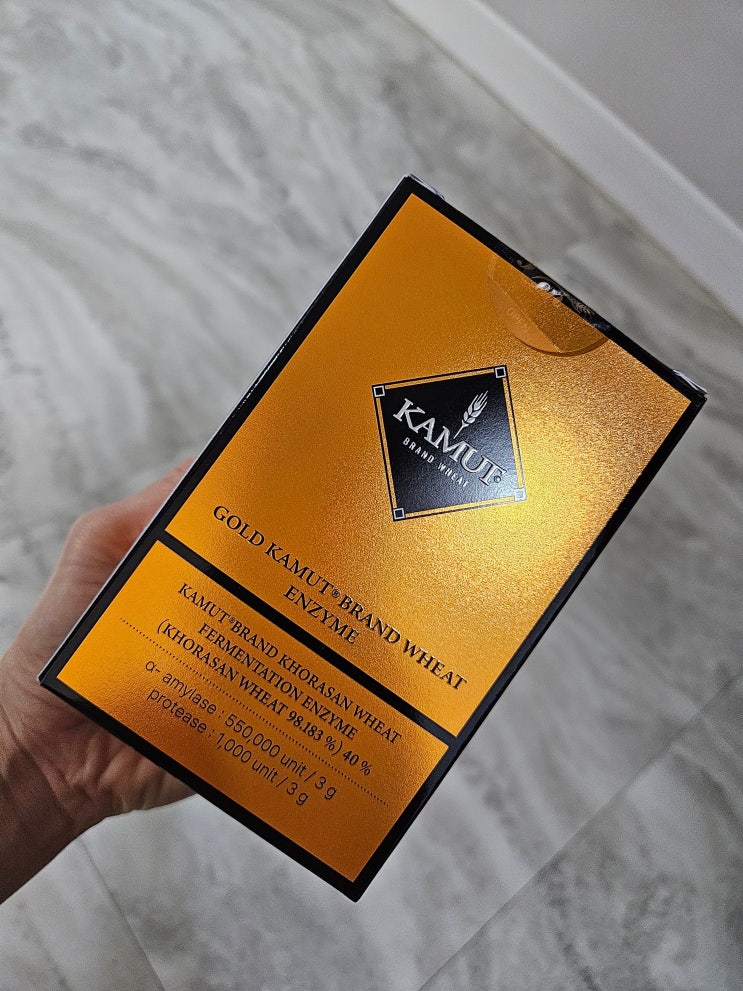 KAMUT®
BRAND WHEAT
GOLD KAMUT® BRAND WHEAT
ENZYME
KAMUT® BRAND KHORASAN WHEAT
FERMENTATION ENZYME
(KHORASAN WHEAT 98.183 %) 40 %
α- amylase : 550,000 unit / 3 g
protease : 1,000 unit / 3 g